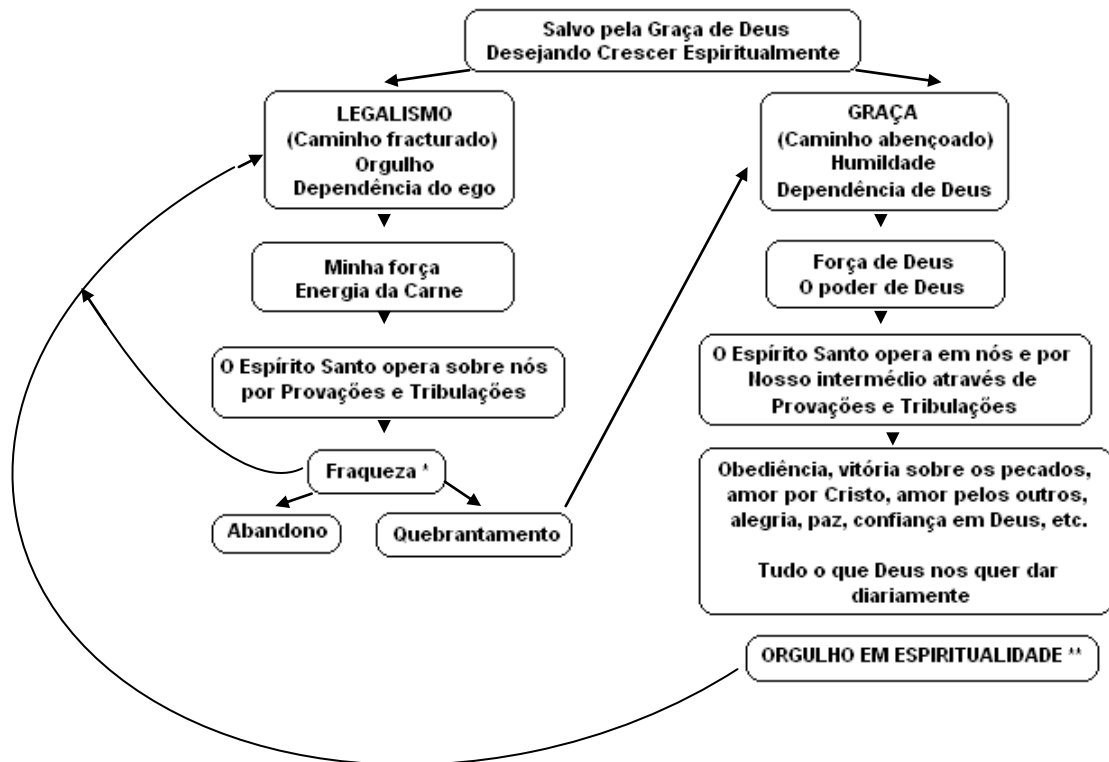 Salvo pela Graça de Deus
Desejando Crescer Espiritualmente
LEGALISMO
(Caminho fracturado)
Orgulho
Dependência do ego
Minha força
Energia da Carne
O Espírito Santo opera sobre nós
por Provações e Tribulações
Fraqueza *
Abandono
Quebrantamento
GRAÇA
(Caminho abençoado)
Humildade
Dependência de Deus
Força de Deus
O poder de Deus
O Espírito Santo opera em nós e por
Nosso intermédio através de
Provações e Tribulações
Obediência, vitória sobre os pecados,
amor por Cristo, amor pelos outros,
alegria, paz, confiança em Deus, etc.
Tudo o que Deus nos quer dar
diariamente
ORGULHO EM ESPIRITUALIDADE **